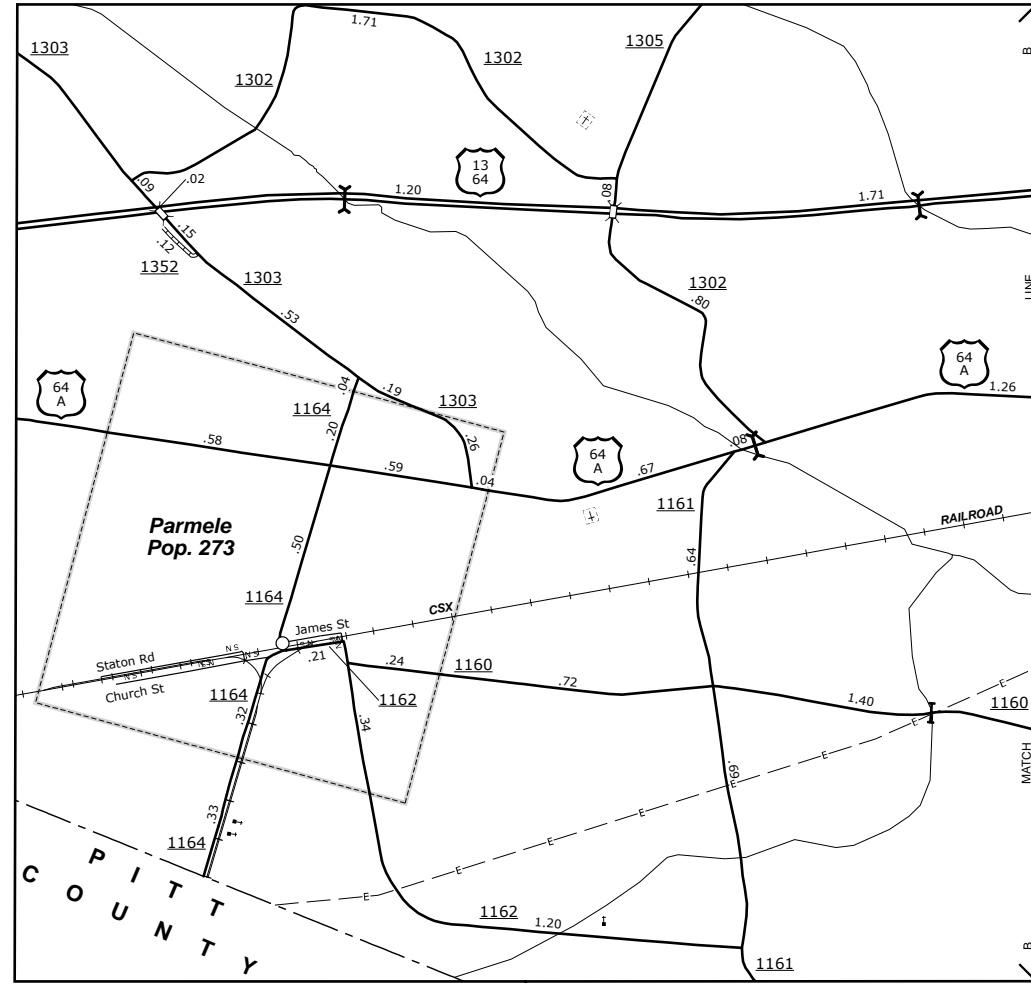 1303
1.71
1305
1302
1302
B
.09
.02
13
64
1.20
.08
1.71
.15
.12
1352
1303
1302
LINE
.53
.80
64
A
64
A
.04
.19
1303
1.26
1164
.20
.26
.58
.59
.04
64
A
.67
.08
1161
Parmele
Pop. 273
.50
.64
RAILROAD
1164
CSX
James St
N.S
N.S
Staton Rd
N.S
N.S
Church St
.21
.24
1160
1164
1162
.72
1.40
1160
E
E
.32
.34
.69
E
E
MATCH
.33
1164
E
E
E
PITT
COUNTY
1162
1.20
1161
B